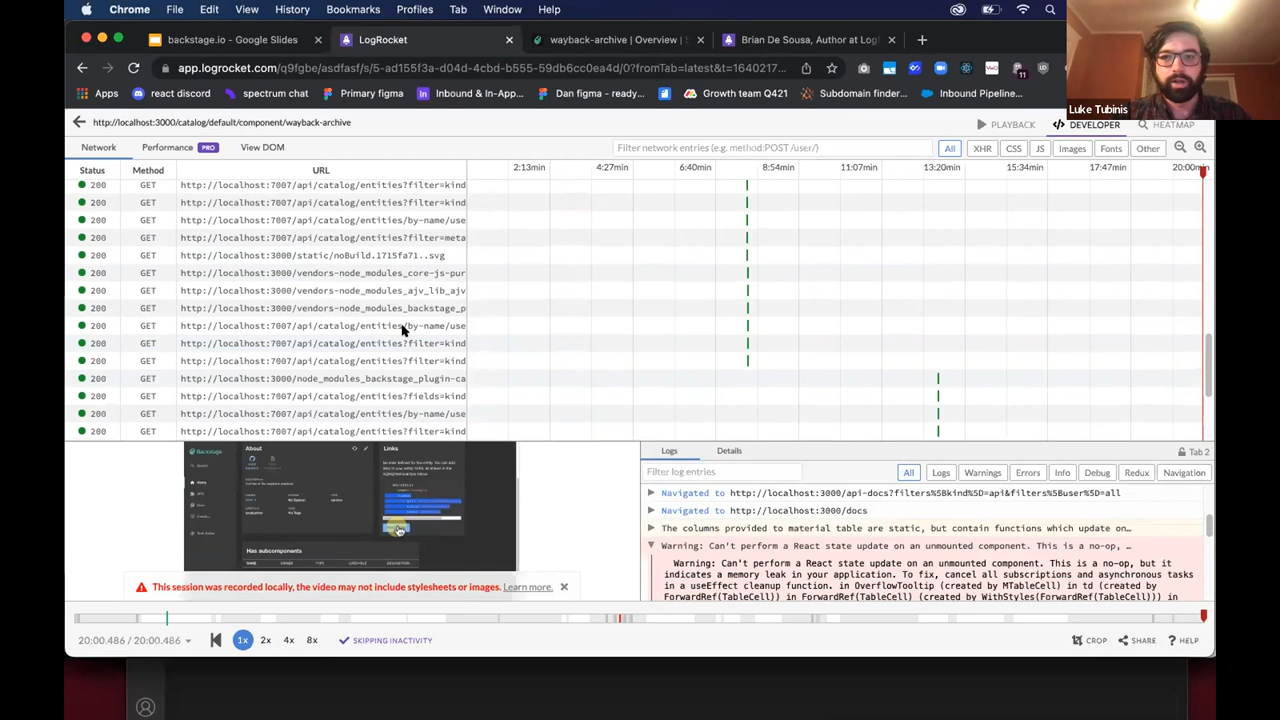 Chrome File Edit View History Bookmarks Profiles Tab Window Help
backstage.io - Google Slides
LogRocket
wayback-archive | Overview |
Brian De Sousa, Author at Log
app.logrocket.com/
Apps react discord spectrum chat Primary figma Inbound & In-App Dan figma - ready... Growth team Q421 Subdomain finder... Inbound Pipeline...
Luke Tubinis
http://localhost:3000/catalog/default/component/wayback-archive
PLAYBACK DEVELOPER HEATMAP
Network Performance PRO View DOM
Filter network entries (e.g. method:POST /user/)
All XHR CSS JS Images Fonts Other
Status Method URL
2:13min 4:27min 6:40min 8:54min 11:07min 13:20min 15:34min 17:47min 20:00min
200 GET http://localhost:7007/api/catalog/entities?filter=kind
200 GET http://localhost:7007/api/catalog/entities?filter=kind
200 GET http://localhost:7007/api/catalog/entities/by-name/use
200 GET http://localhost:7007/api/catalog/entities?filter=meta
200 GET http://localhost:3000/static/noBuild.1715fa71..svg
200 GET http://localhost:3000/vendors-node_modules_core-js-pur
200 GET http://localhost:3000/vendors-node_modules_ajv_lib_ajv
200 GET http://localhost:3000/vendors-node_modules_backstage_p
200 GET http://localhost:7007/api/catalog/entities/by-name/use
200 GET http://localhost:7007/api/catalog/entities?filter=kind
200 GET http://localhost:7007/api/catalog/entities?filter=kind
200 GET http://localhost:3000/node_modules_backstage_plugin-ca
200 GET http://localhost:7007/api/catalog/entities?fields=kind
200 GET http://localhost:7007/api/catalog/entities/by-name/use
200 GET http://localhost:7007/api/catalog/entities?filter=kind
Backstage
About
Links
Has subcomponents
This session was recorded locally, the video may not include stylesheets or images. Learn more.
Logs Details
Tab 2
Filter log entries
All Logs Warnings Errors Info Debug Redux Navigation
Navigated to http://localhost:3000/api-docs?filters%5Bkind%5D=api&filters%5Buser%5D=all
Navigated to http://localhost:3000/docs
The columns provided to material table are static, but contain functions which update on…
Warning: Can't perform a React state update on an unmounted component. This is a no-op, …
Warning: Can't perform a React state update on an unmounted component. This is a no-op, but it
indicates a memory leak in your application. To fix, cancel all subscriptions and asynchronous tasks
in a useEffect cleanup function. in OverflowTooltip (created by MTableCell) in td (created by
ForwardRef(TableCell)) in ForwardRef(TableCell) (created by WithStyles(ForwardRef(TableCell))) in
20:00.486 / 20:00.486
1x 2x 4x 8x
SKIPPING INACTIVITY
CROP SHARE HELP